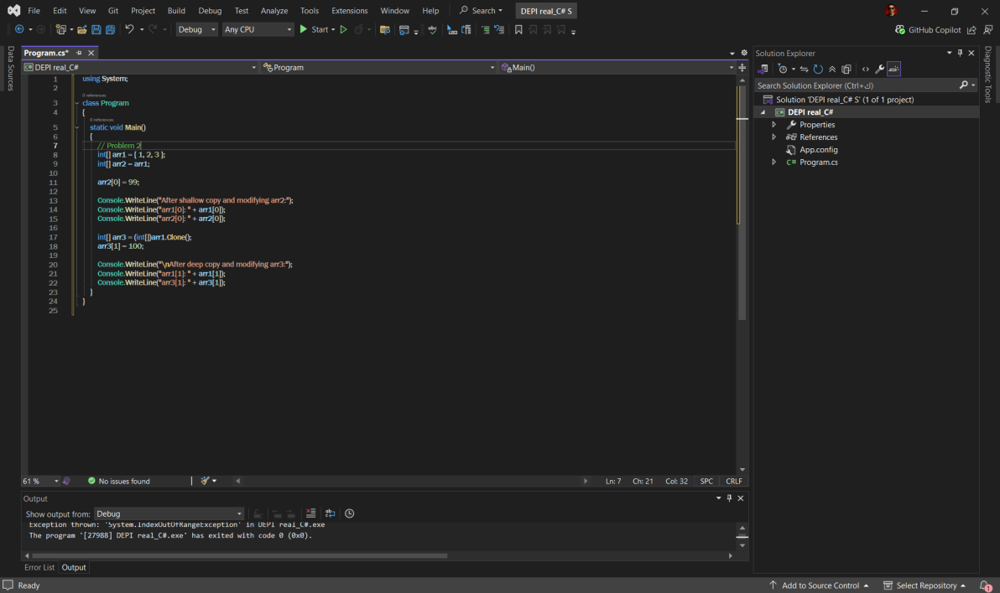 File Edit View Git Project Build Debug Test Analyze Tools Extensions Window Help Search DEPI real_C# S
Debug Any CPU Start GitHub Copilot
Data Sources
Program.cs*
DEPI real_C# Program Main()
1 using System;
2
0 references
3 class Program
4 {
0 references
5 static void Main()
6 {
7 // Problem 2
8 int[] arr1 = { 1, 2, 3 };
9 int[] arr2 = arr1;
10
11 arr2[0] = 99;
12
13 Console.WriteLine("After shallow copy and modifying arr2:");
14 Console.WriteLine("arr1[0]: " + arr1[0]);
15 Console.WriteLine("arr2[0]: " + arr2[0]);
16
17 int[] arr3 = (int[])arr1.Clone();
18 arr3[1] = 100;
19
20 Console.WriteLine("\nAfter deep copy and modifying arr3:");
21 Console.WriteLine("arr1[1]: " + arr1[1]);
22 Console.WriteLine("arr3[1]: " + arr3[1]);
23 }
24 }
25
61 % No issues found Ln: 7 Ch: 21 Col: 32 SPC CRLF
Output
Show output from: Debug
Exception thrown: 'System.IndexOutOfRangeException' in DEPI real_C#.exe
The program '[27988] DEPI real_C#.exe' has exited with code 0 (0x0).
Error List Output
Solution Explorer
Search Solution Explorer (Ctrl+ك)
Solution 'DEPI real_C# S' (1 of 1 project)
DEPI real_C#
Properties
References
App.config
C# Program.cs
Diagnostic Tools
Ready Add to Source Control Select Repository 1